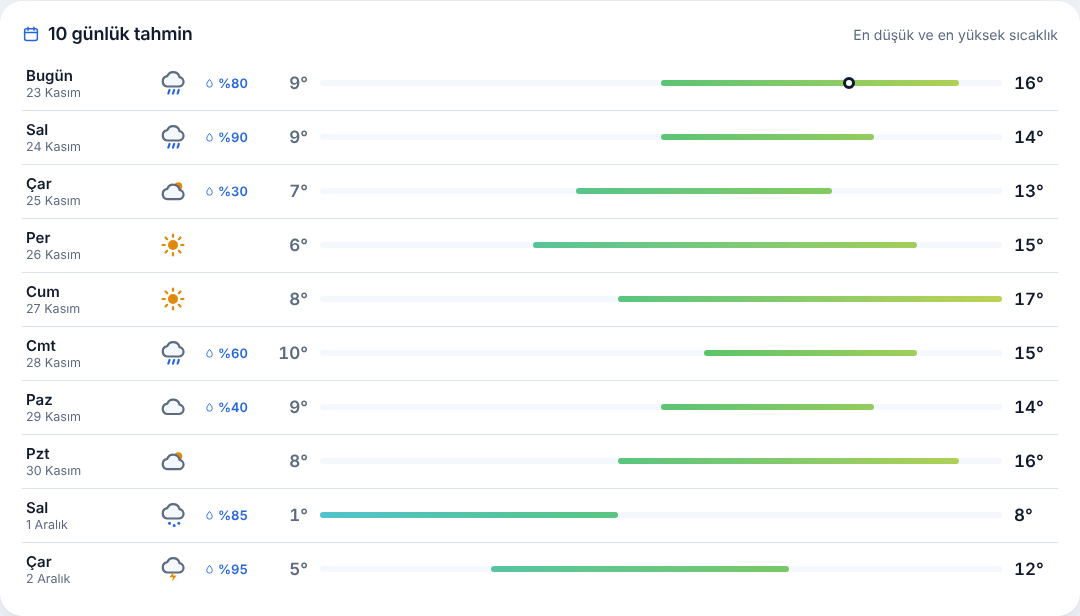 10 günlük tahmin
En düşük ve en yüksek sıcaklık
Bugün
23 Kasım
%80
9°
16°
Sal
24 Kasım
%90
9°
14°
Çar
25 Kasım
%30
7°
13°
Per
26 Kasım
6°
15°
Cum
27 Kasım
8°
17°
Cmt
28 Kasım
%60
10°
15°
Paz
29 Kasım
%40
9°
14°
Pzt
30 Kasım
8°
16°
Sal
1 Aralık
%85
1°
8°
Çar
2 Aralık
%95
5°
12°